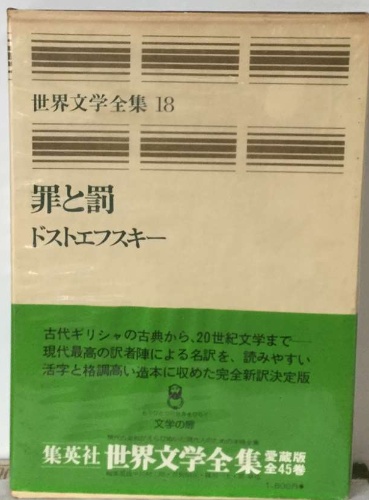 世界文学全集 18
罪と罰
ドストエフスキー
古代ギリシャの古典から、20世紀文学まで——
現代最高の訳者陣による名訳を、読みやすい
活字と格調高い造本に収めた完全新訳決定版
文学の館
集英社 世界文学全集 愛蔵版 全45巻